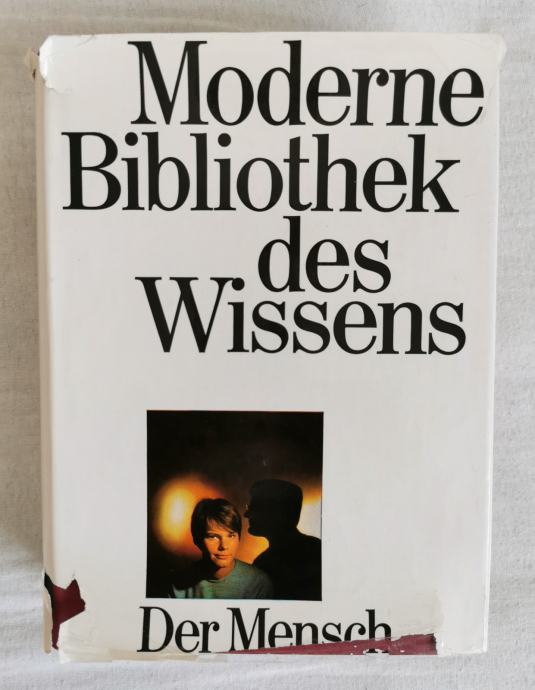 Moderne
Bibliothek
des
Wissens
Der Mensch